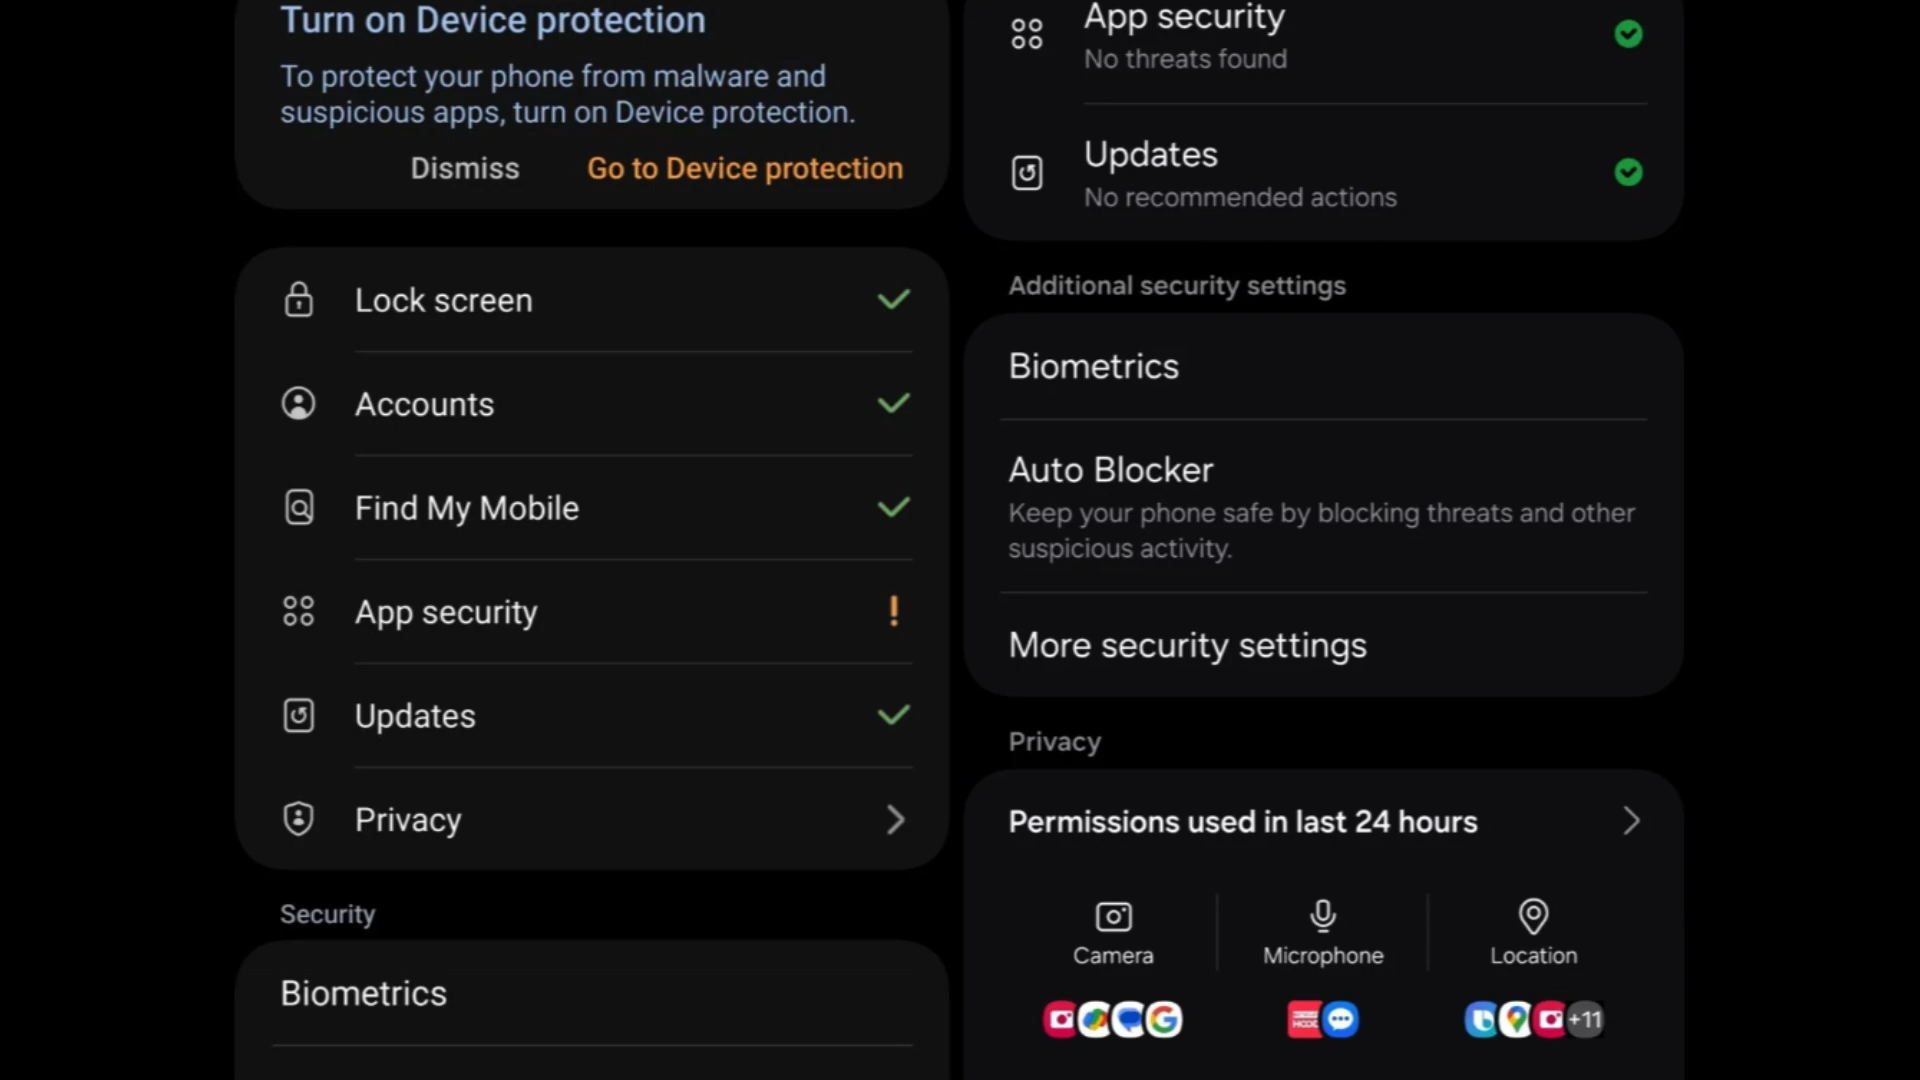 Turn on Device protection
To protect your phone from malware and
suspicious apps, turn on Device protection.
Dismiss
Go to Device protection
Lock screen
Accounts
Find My Mobile
App security
Updates
Privacy
Security
Biometrics
App security
No threats found
Updates
No recommended actions
Additional security settings
Biometrics
Auto Blocker
Keep your phone safe by blocking threats and other
suspicious activity.
More security settings
Privacy
Permissions used in last 24 hours
Camera
Microphone
Location
+11